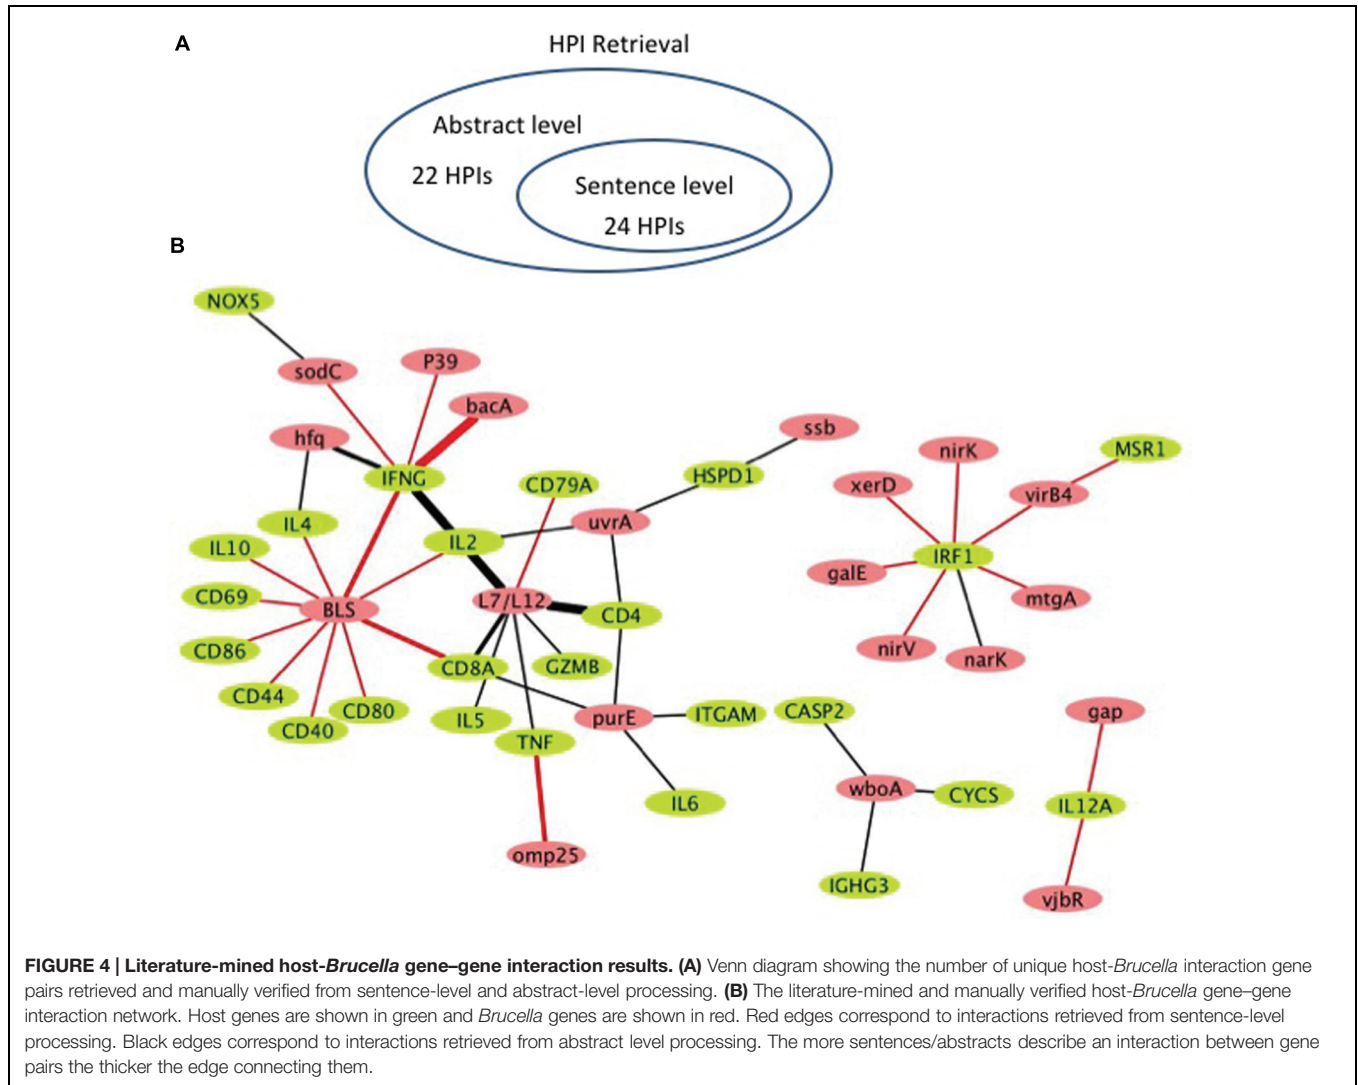 A
HPI Retrieval
Abstract level
22 HPIs
Sentence level
24 HPIs
B
NOX5
sodC
P39
bacA
hfq
IFNG
IL4
IL10
CD69
BLS
CD86
CD44
CD40
CD80
IL2
CD79A
L7/L12
CD8A
IL5
TNF
GZMB
omp25
uvrA
CD4
purE
ITGAM
IL6
HSPD1
ssb
nirK
xerD
virB4
MSR1
IRF1
galE
mtgA
nirV
narK
CASP2
wboA
CYCS
IGHG3
gap
IL12A
vjbR
FIGURE 4 | Literature-mined host-Brucella gene–gene interaction results. (A) Venn diagram showing the number of unique host-Brucella interaction gene
pairs retrieved and manually verified from sentence-level and abstract-level processing. (B) The literature-mined and manually verified host-Brucella gene–gene
interaction network. Host genes are shown in green and Brucella genes are shown in red. Red edges correspond to interactions retrieved from sentence-level
processing. Black edges correspond to interactions retrieved from abstract level processing. The more sentences/abstracts describe an interaction between gene
pairs the thicker the edge connecting them.